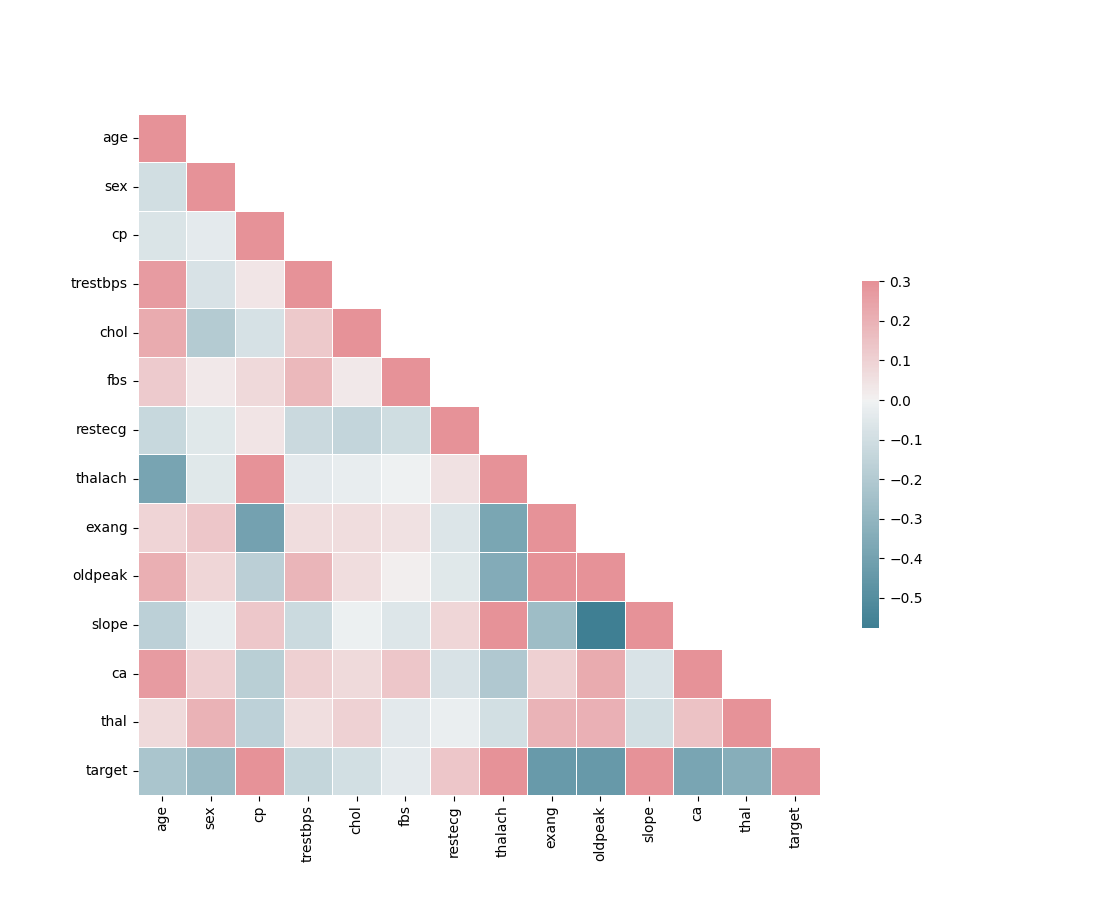 age
sex
cp
trestbps
chol
fbs
restecg
thalach
exang
oldpeak
slope
ca
thal
target
age
sex
cp
trestbps
chol
fbs
restecg
thalach
exang
oldpeak
slope
ca
thal
target
0.3
0.2
0.1
0.0
−0.1
−0.2
−0.3
−0.4
−0.5